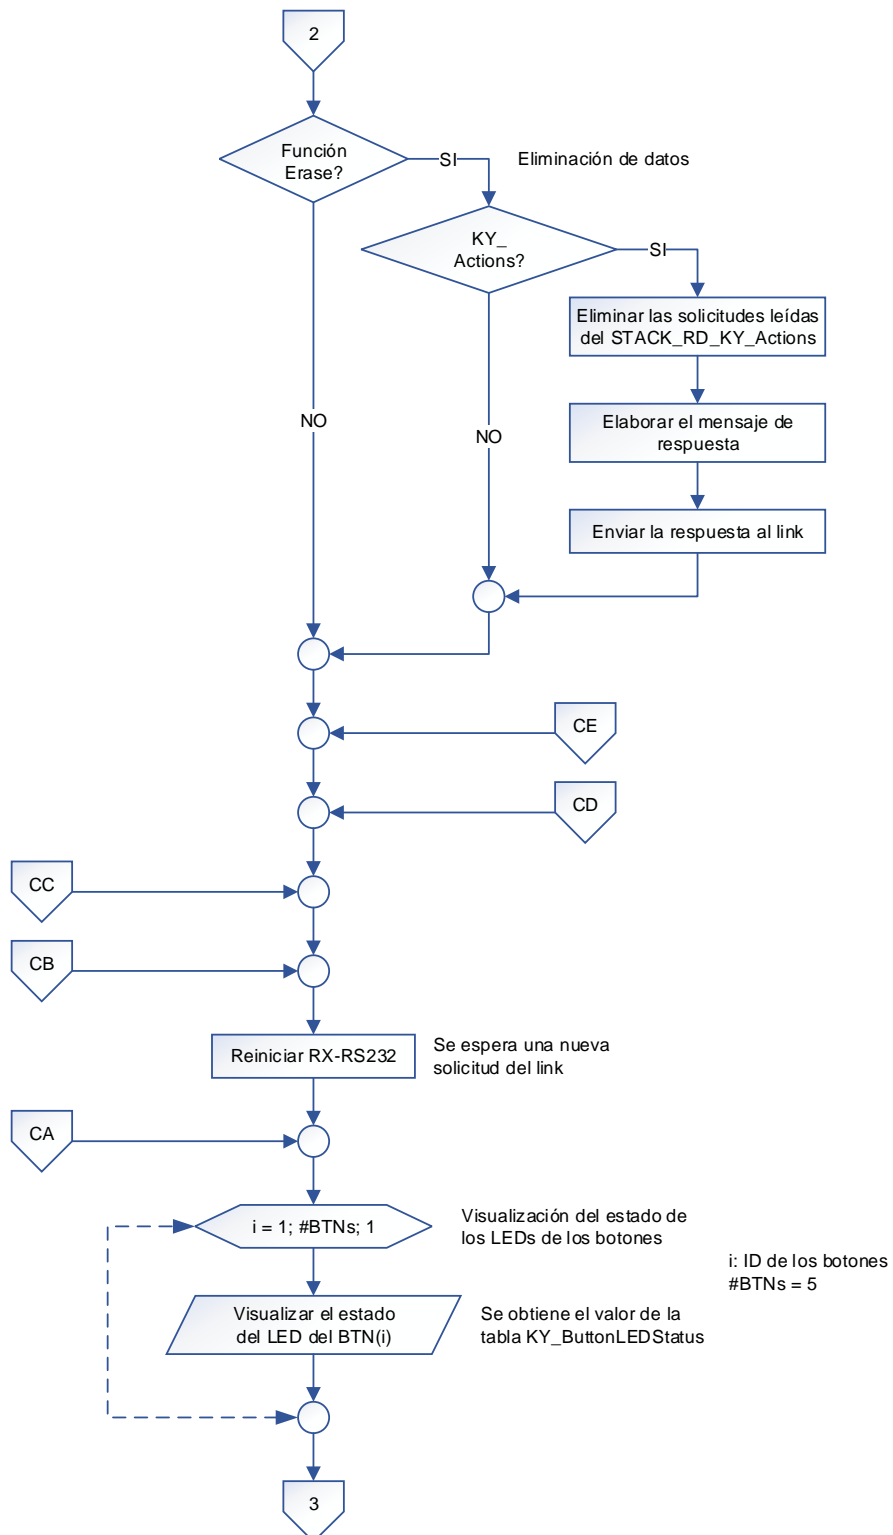 2
Función
Erase?
SI
Eliminación de datos
KY_
Actions?
SI
Eliminar las solicitudes leídas
del STACK_RD_KY_Actions
NO
Elaborar el mensaje de
respuesta
NO
Enviar la respuesta al link
CE
CD
CC
CB
Reiniciar RX-RS232
Se espera una nueva
solicitud del link
CA
i = 1; #BTNs; 1
Visualización del estado de
los LEDs de los botones
i: ID de los botones
#BTNs = 5
Visualizar el estado
del LED del BTN(i)
Se obtiene el valor de la
tabla KY_ButtonLEDStatus
3